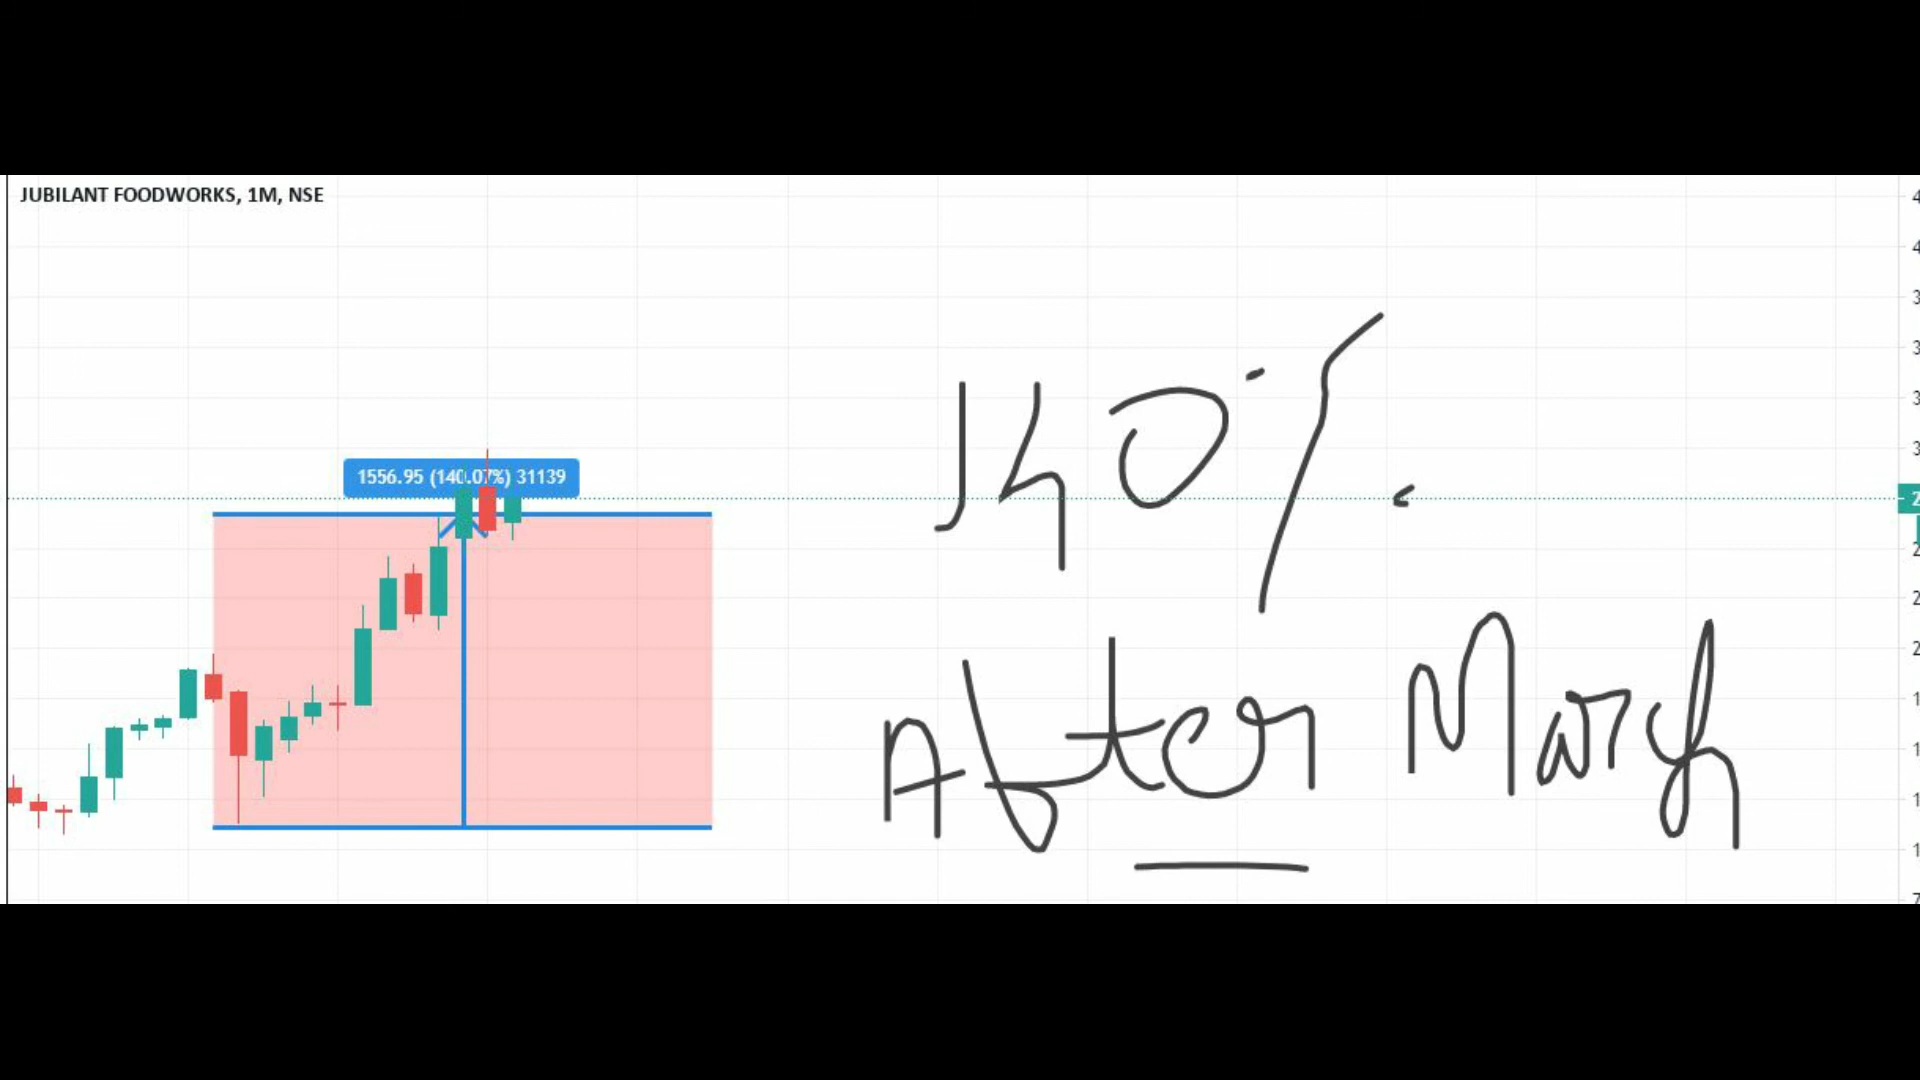 JUBILANT FOODWORKS, 1M, NSE
1556.95 (140.07%) 31139
140%.
After March